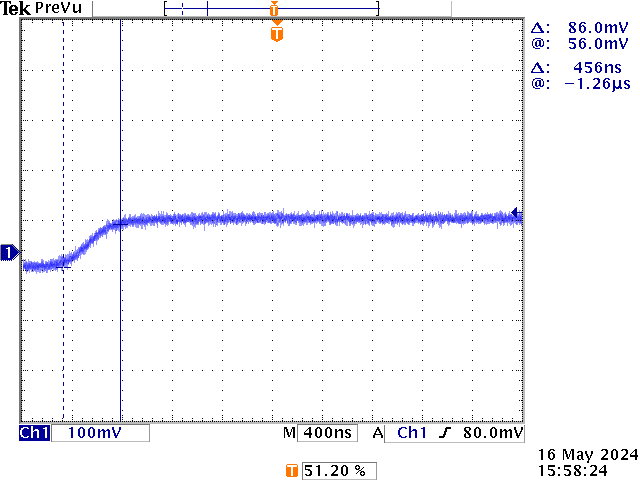 Tek PreVu
T
T
Δ: 86.0mV
@: 56.0mV
Δ: 456ns
@: −1.26µs
1
Ch1 100mV M 400ns A Ch1 80.0mV
16 May 2024
T 51.20 % 15:58:24